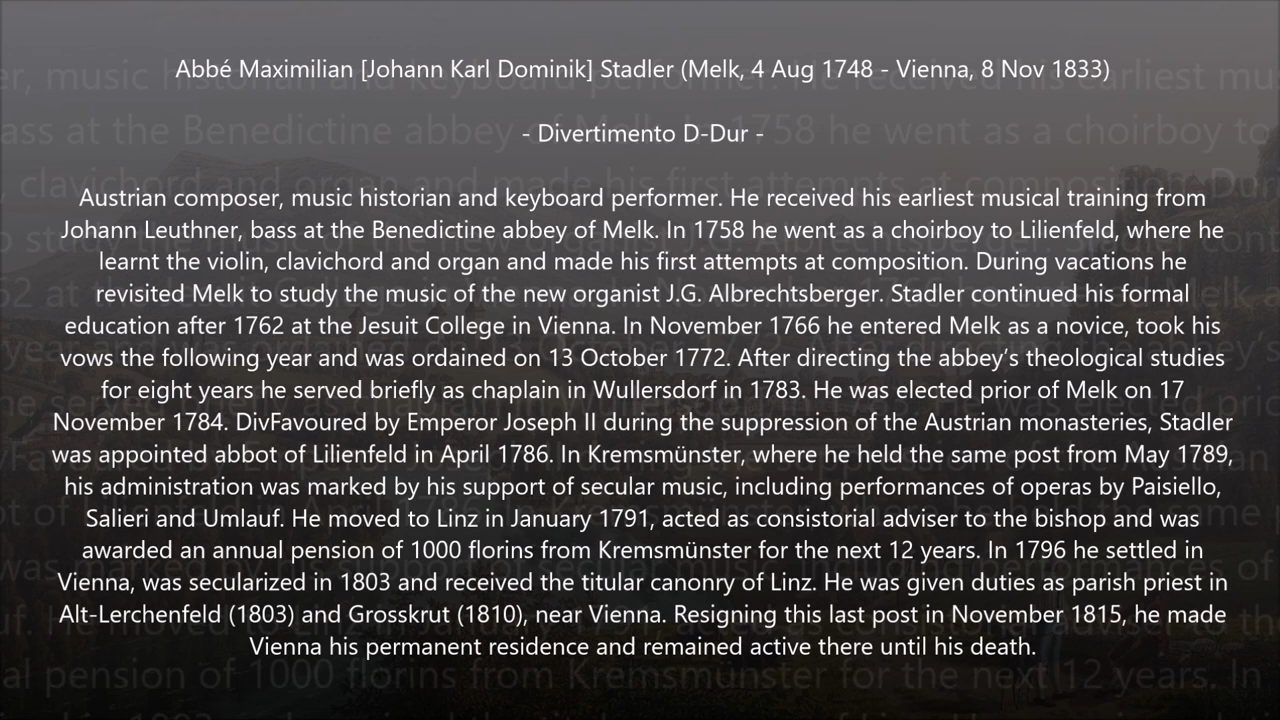 Abbé Maximilian [Johann Karl Dominik] Stadler (Melk, 4 Aug 1748 - Vienna, 8 Nov 1833)
- Divertimento D-Dur -
Austrian composer, music historian and keyboard performer. He received his earliest musical training from
Johann Leuthner, bass at the Benedictine abbey of Melk. In 1758 he went as a choirboy to Lilienfeld, where he
learnt the violin, clavichord and organ and made his first attempts at composition. During vacations he
revisited Melk to study the music of the new organist J.G. Albrechtsberger. Stadler continued his formal
education after 1762 at the Jesuit College in Vienna. In November 1766 he entered Melk as a novice, took his
vows the following year and was ordained on 13 October 1772. After directing the abbey’s theological studies
for eight years he served briefly as chaplain in Wullersdorf in 1783. He was elected prior of Melk on 17
November 1784. DivFavoured by Emperor Joseph II during the suppression of the Austrian monasteries, Stadler
was appointed abbot of Lilienfeld in April 1786. In Kremsmünster, where he held the same post from May 1789,
his administration was marked by his support of secular music, including performances of operas by Paisiello,
Salieri and Umlauf. He moved to Linz in January 1791, acted as consistorial adviser to the bishop and was
awarded an annual pension of 1000 florins from Kremsmünster for the next 12 years. In 1796 he settled in
Vienna, was secularized in 1803 and received the titular canonry of Linz. He was given duties as parish priest in
Alt-Lerchenfeld (1803) and Grosskrut (1810), near Vienna. Resigning this last post in November 1815, he made
Vienna his permanent residence and remained active there until his death.